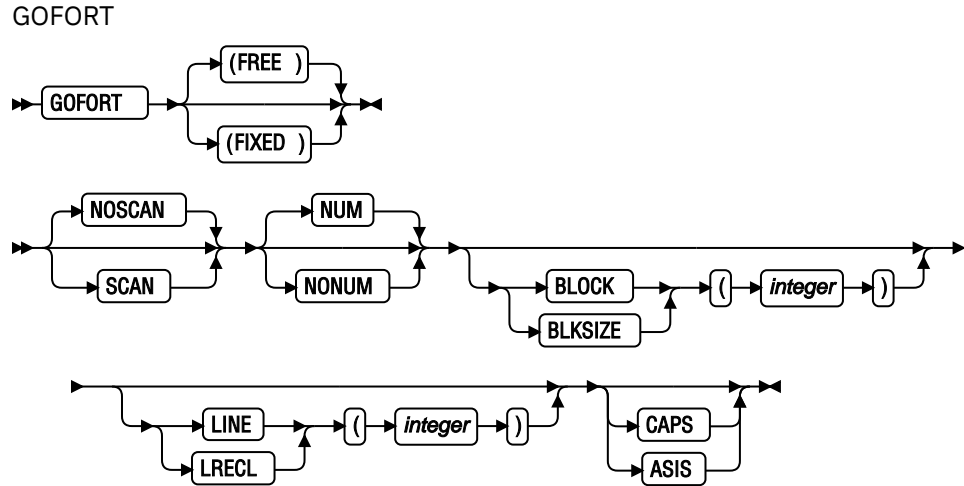 GOFORT
(FREE )
GOFORT
(FIXED )
NOSCAN NUM
SCAN NONUM BLOCK ( integer )
BLKSIZE
LINE ( integer ) CAPS
LRECL ASIS